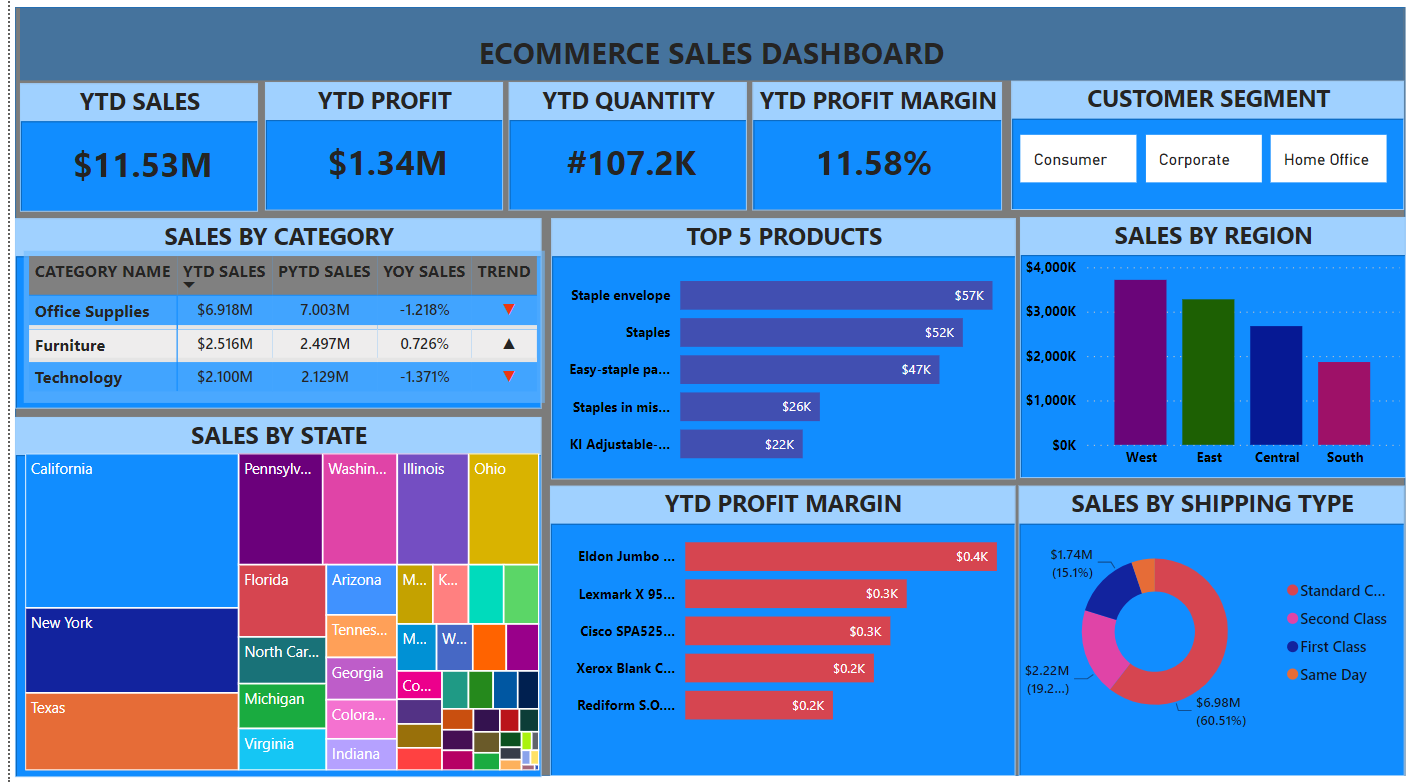 ECOMMERCE SALES DASHBOARD
YTD SALES
$11.53M
YTD PROFIT
$1.34M
YTD QUANTITY
#107.2K
YTD PROFIT MARGIN
11.58%
CUSTOMER SEGMENT
Consumer Corporate Home Office
SALES BY CATEGORY
CATEGORY NAME YTD SALES PYTD SALES YOY SALES TREND
Office Supplies $6.918M 7.003M -1.218% ▼
Furniture $2.516M 2.497M 0.726% ▲
Technology $2.100M 2.129M -1.371% ▼
TOP 5 PRODUCTS
Staple envelope $57K
Staples $52K
Easy-staple pa... $47K
Staples in mis... $26K
KI Adjustable-... $22K
SALES BY REGION
$4,000K
$3,000K
$2,000K
$1,000K
$0K
West East Central South
SALES BY STATE
California
New York
Texas
Pennsylv...
Washin...
Illinois
Ohio
Florida
North Car...
Michigan
Virginia
Arizona
Tennes...
Georgia
Colora...
Indiana
M...
K...
M...
W...
Co...
YTD PROFIT MARGIN
Eldon Jumbo ... $0.4K
Lexmark X 95... $0.3K
Cisco SPA525... $0.3K
Xerox Blank C... $0.2K
Rediform S.O.... $0.2K
SALES BY SHIPPING TYPE
$1.74M
(15.1%)
$2.22M
(19.2...)
$6.98M
(60.51%)
Standard C...
Second Class
First Class
Same Day